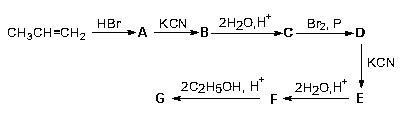 CH3CH=CH2 HBr A KCN B 2H2O,H+ C Br2, P D
KCN
G 2C2H5OH, H+ F 2H2O,H+ E